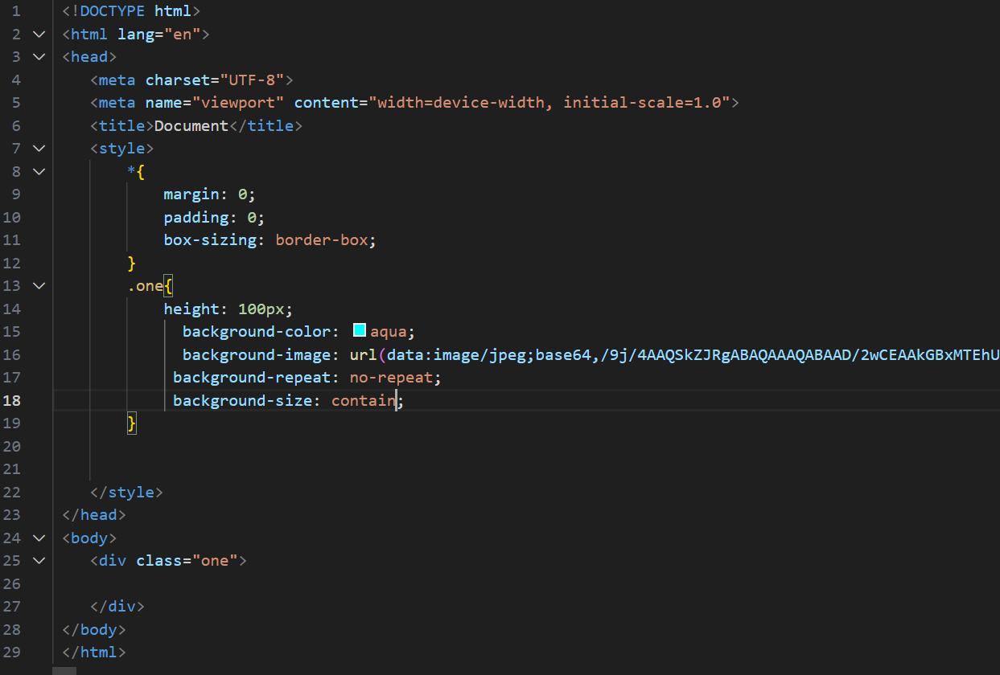 1 <!DOCTYPE html>
2 <html lang="en">
3 <head>
4 <meta charset="UTF-8">
5 <meta name="viewport" content="width=device-width, initial-scale=1.0">
6 <title>Document</title>
7 <style>
8 *{
9 margin: 0;
10 padding: 0;
11 box-sizing: border-box;
12 }
13 .one{
14 height: 100px;
15 background-color: aqua;
16 background-image: url(data:image/jpeg;base64,/9j/4AAQSkZJRgABAQAAAQABAAD/2wCEAAkGBxMTEhU
17 background-repeat: no-repeat;
18 background-size: contain;
19 }
20
21
22 </style>
23 </head>
24 <body>
25 <div class="one">
26
27 </div>
28 </body>
29 </html>